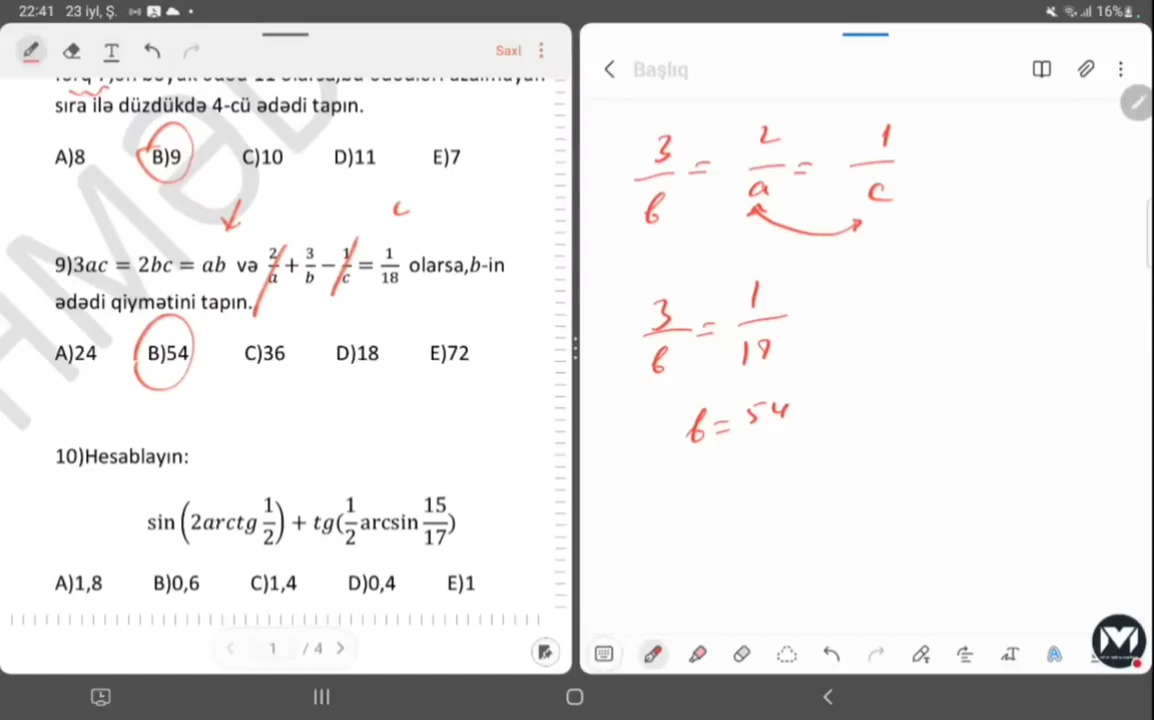 22:41 23 iyl, Ş.
16%
Saxl
sıra ilə düzdükdə 4-cü ədədi tapın.
A)8 B)9 C)10 D)11 E)7
9)3ac = 2bc = ab və 2/a + 3/b − 1/c = 1/18 olarsa,b-in
ədədi qiymətini tapın.
A)24 B)54 C)36 D)18 E)72
10)Hesablayın:
sin(2arctg 1/2) + tg(1/2 arcsin 15/17)
A)1,8 B)0,6 C)1,4 D)0,4 E)1
1 / 4
Başlıq
3/b = 2/a = 1/c
3/b = 1/18
b = 54